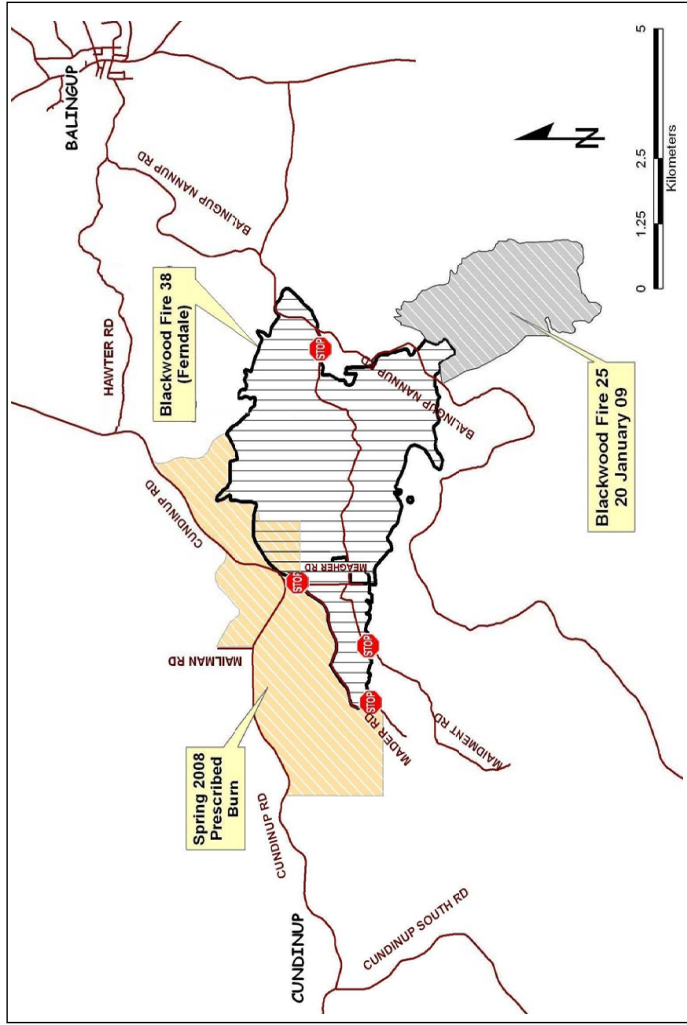 BALINGUP
BALINGUP NANNUP RD
HAWTER RD
Blackwood Fire 38
(Ferndale)
CUNDINUP RD
STOP
BALINGUP NANNUP RD
MEAGHER RD
STOP
MAILMAN RD
STOP
STOP
MADER RD
MAIDMENT RD
Spring 2008
Prescribed
Burn
CUNDINUP RD
CUNDINUP
CUNDINUP SOUTH RD
Blackwood Fire 25
20 January 09
N
0 1.25 2.5 5
Kilometers